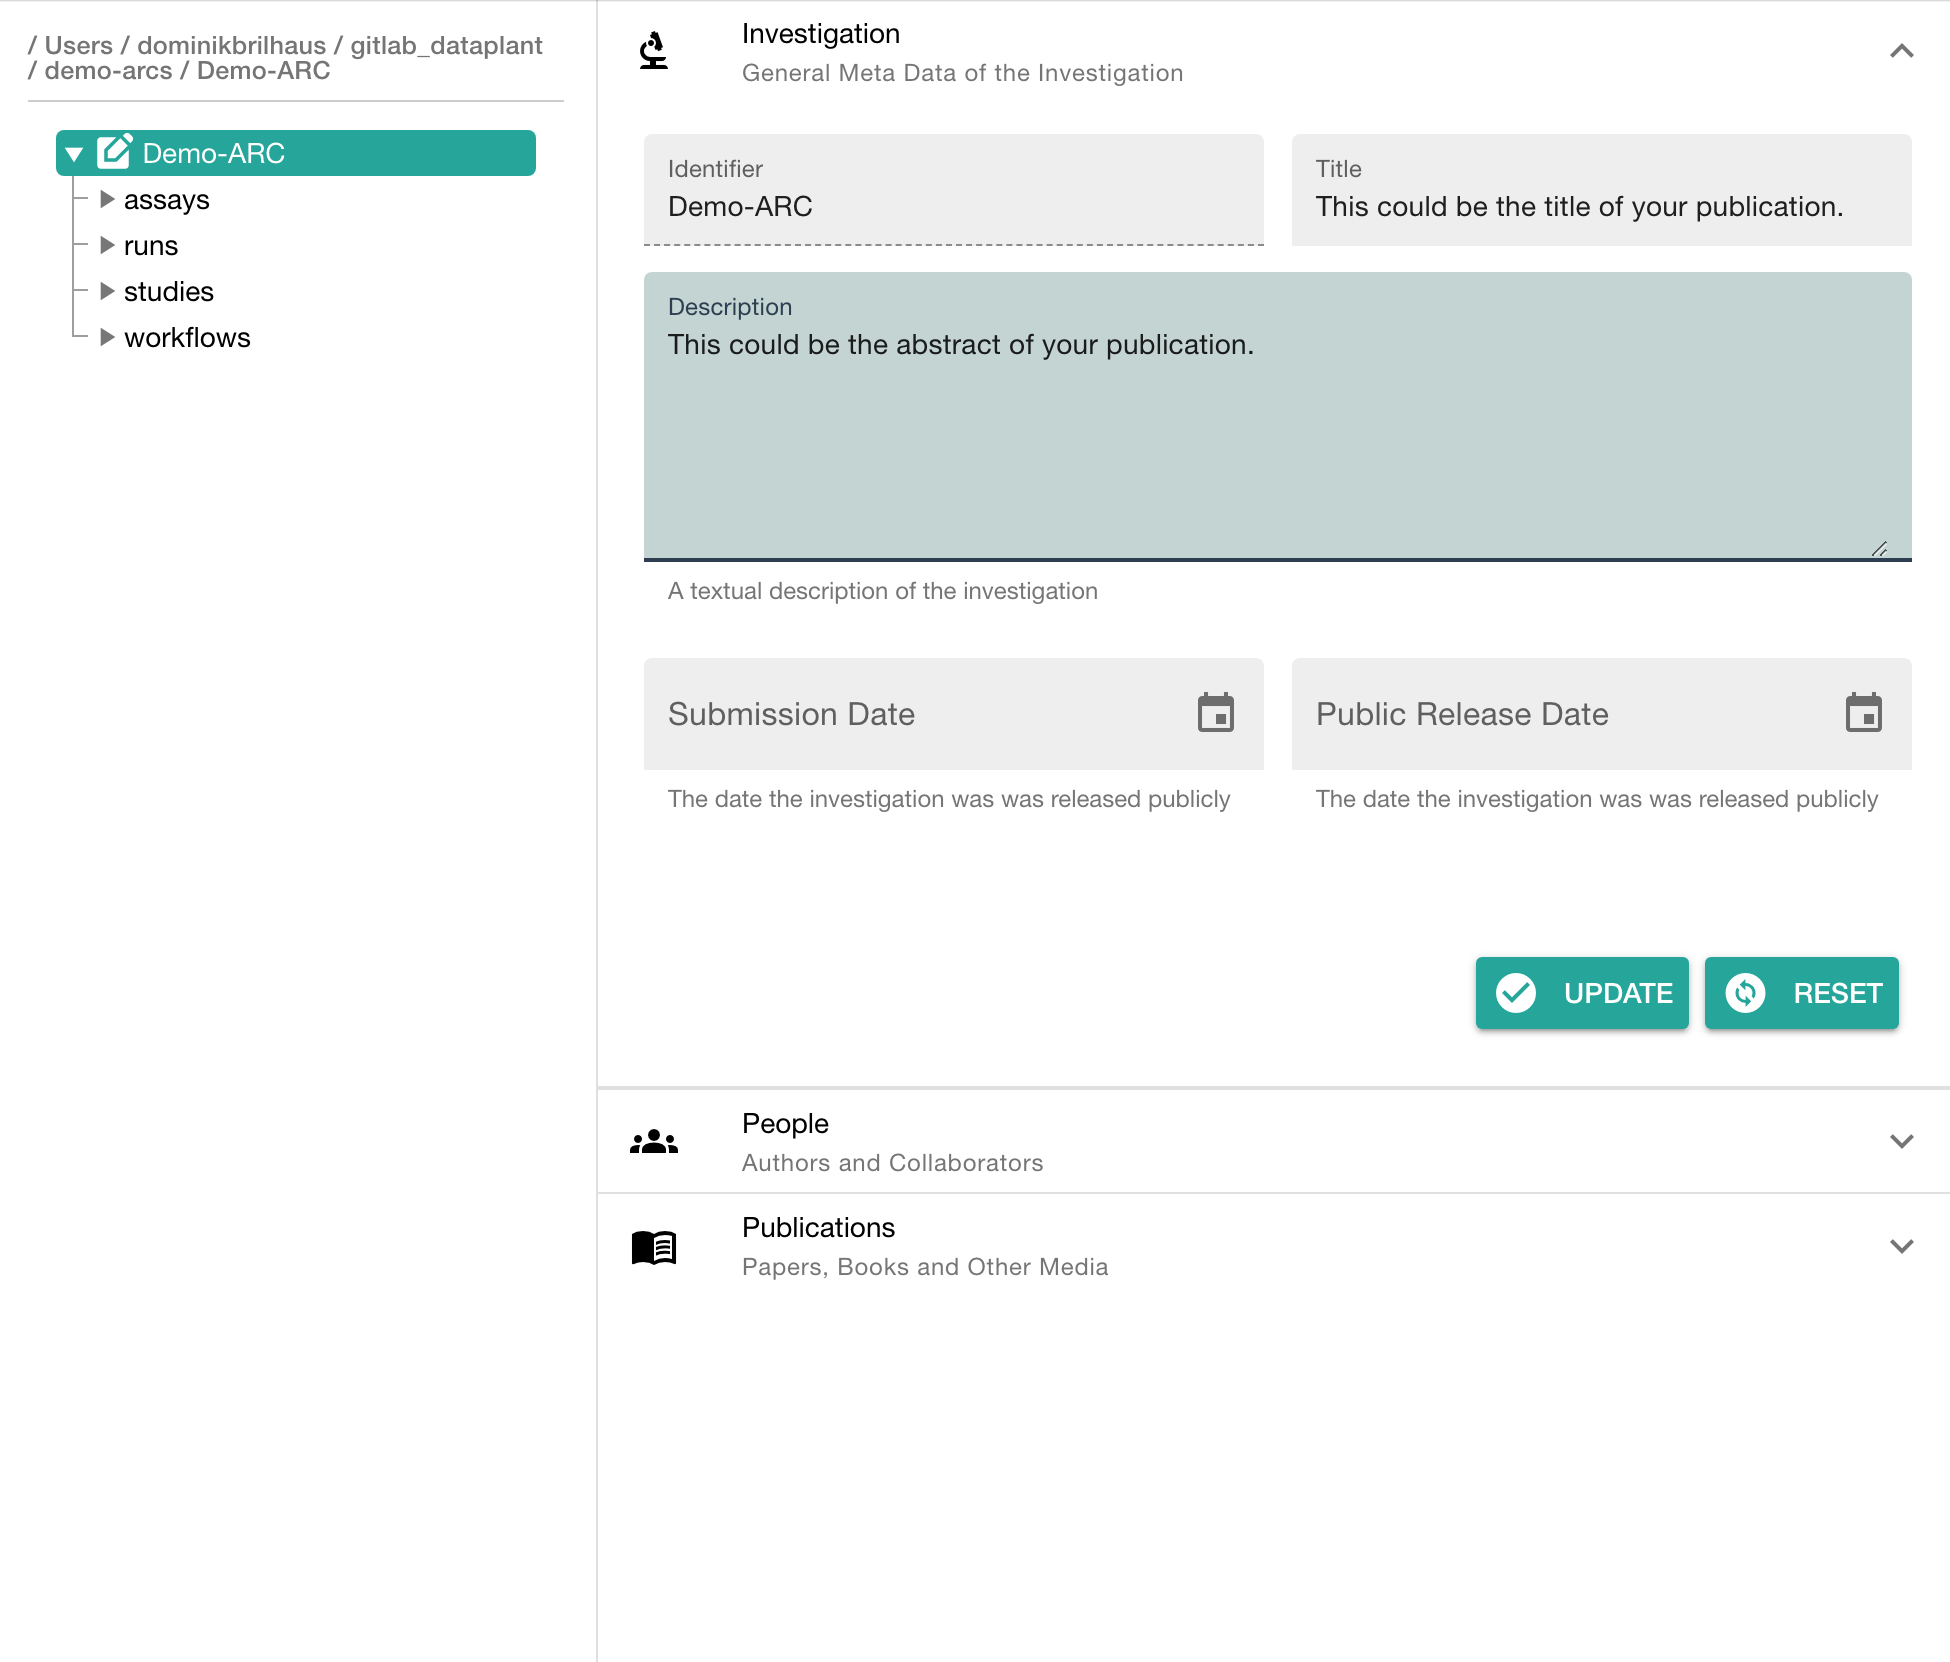 / Users / dominikbrilhaus / gitlab_dataplant
/ demo-arcs / Demo-ARC
Demo-ARC
assays
runs
studies
workflows
Investigation
General Meta Data of the Investigation
Identifier
Demo-ARC
Title
This could be the title of your publication.
Description
This could be the abstract of your publication.
A textual description of the investigation
Submission Date
Public Release Date
The date the investigation was was released publicly
The date the investigation was was released publicly
UPDATE
RESET
People
Authors and Collaborators
Publications
Papers, Books and Other Media